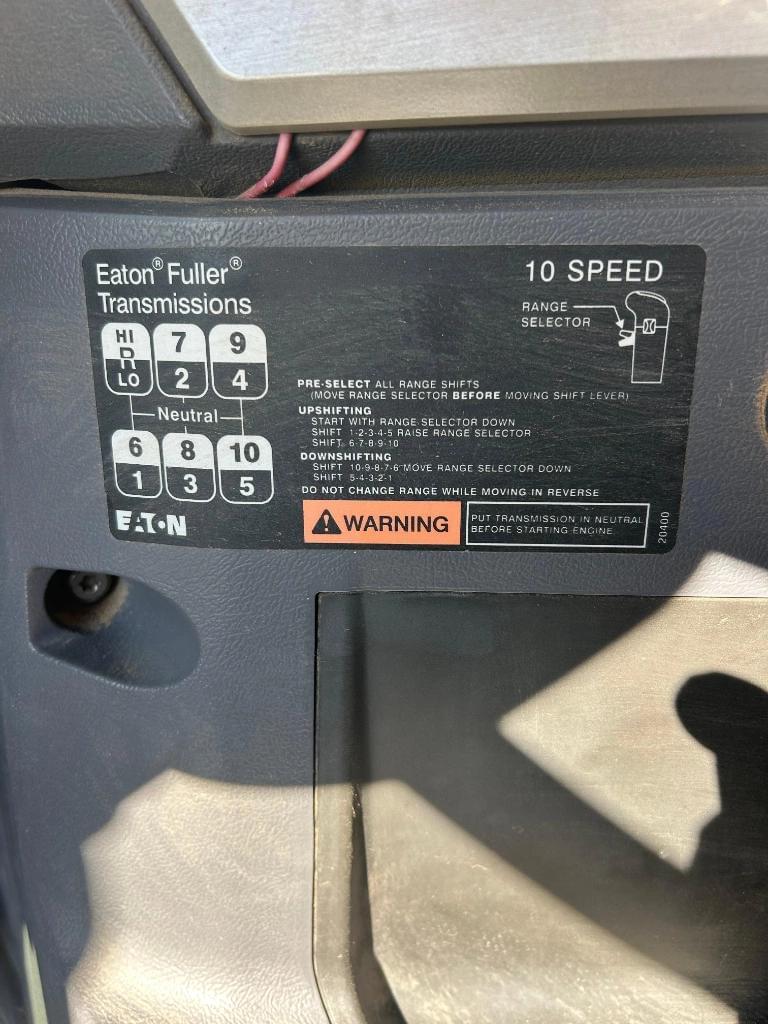 Eaton® Fuller®
Transmissions
10 SPEED
RANGE
SELECTOR
HI 7 9
R
LO 2 4
Neutral
6 8 10
1 3 5
PRE-SELECT ALL RANGE SHIFTS
(MOVE RANGE SELECTOR BEFORE MOVING SHIFT LEVER)
UPSHIFTING
START WITH RANGE SELECTOR DOWN
SHIFT 1-2-3-4-5 RAISE RANGE SELECTOR
SHIFT 6-7-8-9-10
DOWNSHIFTING
SHIFT 10-9-8-7-6 MOVE RANGE SELECTOR DOWN
SHIFT 5-4-3-2-1
DO NOT CHANGE RANGE WHILE MOVING IN REVERSE
EATON
WARNING
PUT TRANSMISSION IN NEUTRAL
BEFORE STARTING ENGINE.
20400